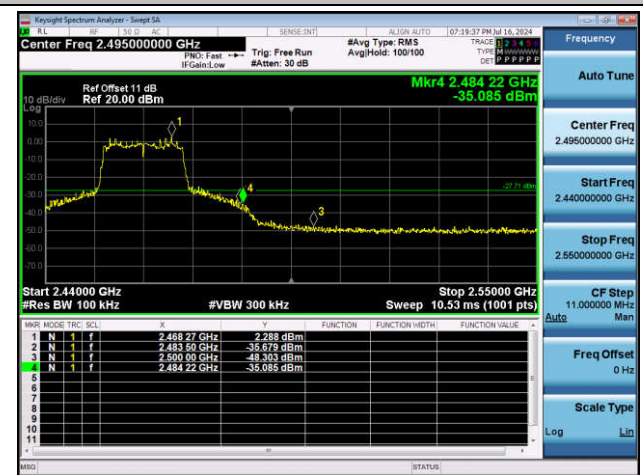 Keysight Spectrum Analyzer - Swept SA
RL RF 50 Ω AC SENSE:INT ALIGN AUTO 07:19:37 PM Jul 16, 2024
Center Freq 2.495000000 GHz #Avg Type: RMS TRACE 1 2 3 4 5 6 Frequency
PNO: Fast Trig: Free Run Avg|Hold: 100/100 TYPE M W W W W W
IFGain:Low #Atten: 30 dB DET P P P P P P
Auto Tune
Mkr4 2.484 22 GHz
Ref Offset 11 dB
10 dB/div Ref 20.00 dBm -35.085 dBm
Log
10.0 1
0.00
-10.0
-20.0
-27.71 dBm
-30.0 4
-40.0 3
-50.0
-60.0
-70.0
Center Freq
2.495000000 GHz
Start Freq
2.440000000 GHz
Stop Freq
2.550000000 GHz
Start 2.44000 GHz Stop 2.55000 GHz
#Res BW 100 kHz #VBW 300 kHz Sweep 10.53 ms (1001 pts)
CF Step
11.000000 MHz
Auto Man
MKR MODE TRC SCL X Y FUNCTION FUNCTION WIDTH FUNCTION VALUE
1 N 1 f 2.468 27 GHz 2.288 dBm
2 N 1 f 2.483 50 GHz -35.679 dBm
3 N 1 f 2.500 00 GHz -48.303 dBm
4 N 1 f 2.484 22 GHz -35.085 dBm
5
6
7
8
9
10
11
Freq Offset
0 Hz
Scale Type
Log Lin
MSG STATUS